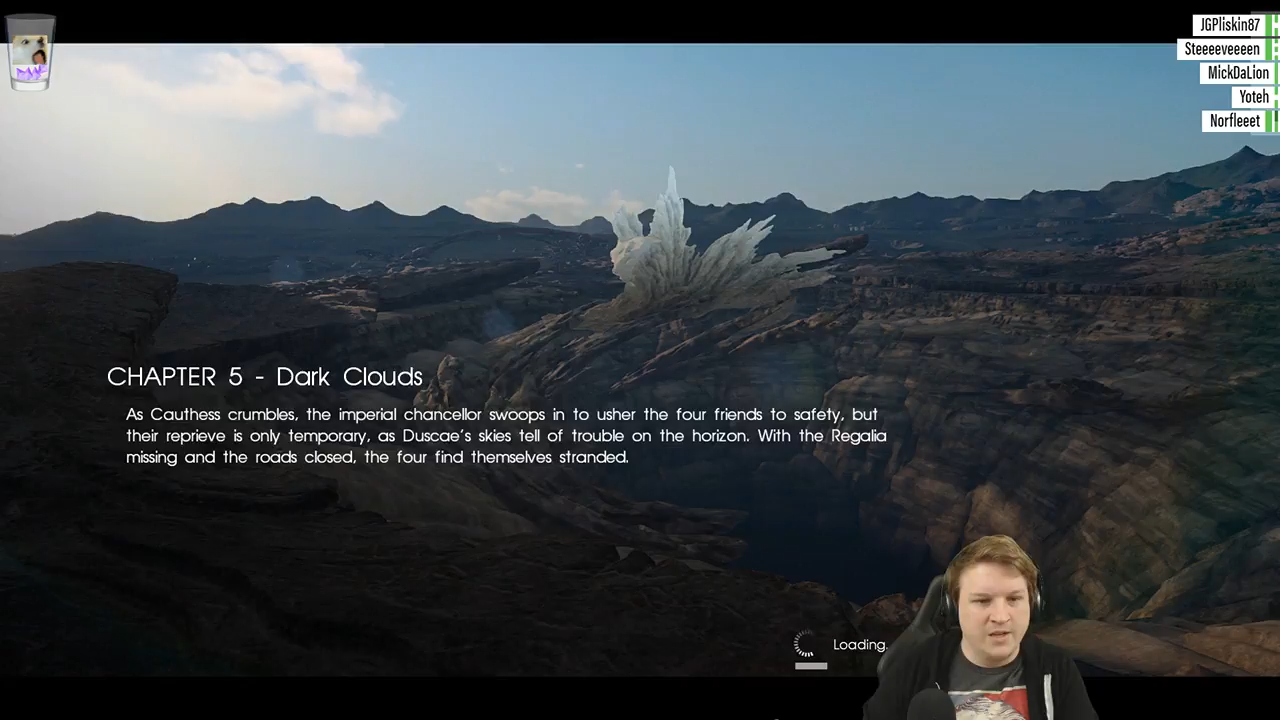 JGPliskin87
Steeeeveeeen
MickDaLion
Yoteh
Norfleeet
CHAPTER 5 - Dark Clouds
As Cauthess crumbles, the imperial chancellor swoops in to usher the four friends to safety, but
their reprieve is only temporary, as Duscae's skies tell of trouble on the horizon. With the Regalia
missing and the roads closed, the four find themselves stranded.
Loading.